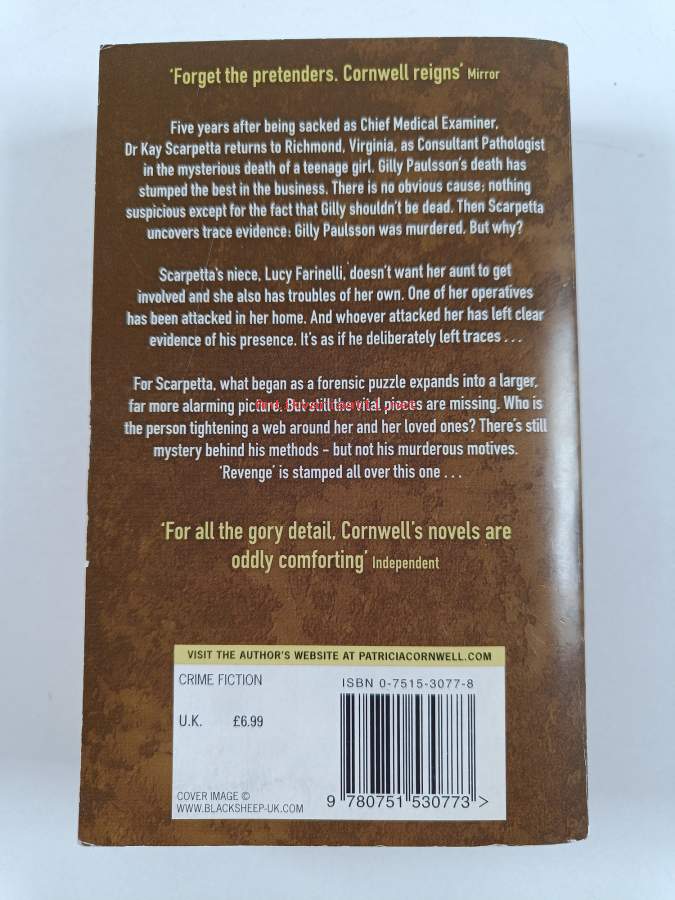 ‘Forget the pretenders. Cornwell reigns’ Mirror
Five years after being sacked as Chief Medical Examiner,
Dr Kay Scarpetta returns to Richmond, Virginia, as Consultant Pathologist
in the mysterious death of a teenage girl. Gilly Paulsson’s death has
stumped the best in the business. There is no obvious cause; nothing
suspicious except for the fact that Gilly shouldn’t be dead. Then Scarpetta
uncovers trace evidence: Gilly Paulsson was murdered. But why?
Scarpetta’s niece, Lucy Farinelli, doesn’t want her aunt to get
involved and she also has troubles of her own. One of her operatives
has been attacked in her home. And whoever attacked her has left clear
evidence of his presence. It’s as if he deliberately left traces . . .
For Scarpetta, what began as a forensic puzzle expands into a larger,
far more alarming picture. But still the vital pieces are missing. Who is
the person tightening a web around her and her loved ones? There’s still
mystery behind his methods – but not his murderous motives.
‘Revenge’ is stamped all over this one . . .
‘For all the gory detail, Cornwell’s novels are
oddly comforting’ Independent
VISIT THE AUTHOR’S WEBSITE AT PATRICIACORNWELL.COM
CRIME FICTION
ISBN 0-7515-3077-8
U.K. £6.99
COVER IMAGE ©
WWW.BLACKSHEEP-UK.COM
9 780751 530773 >